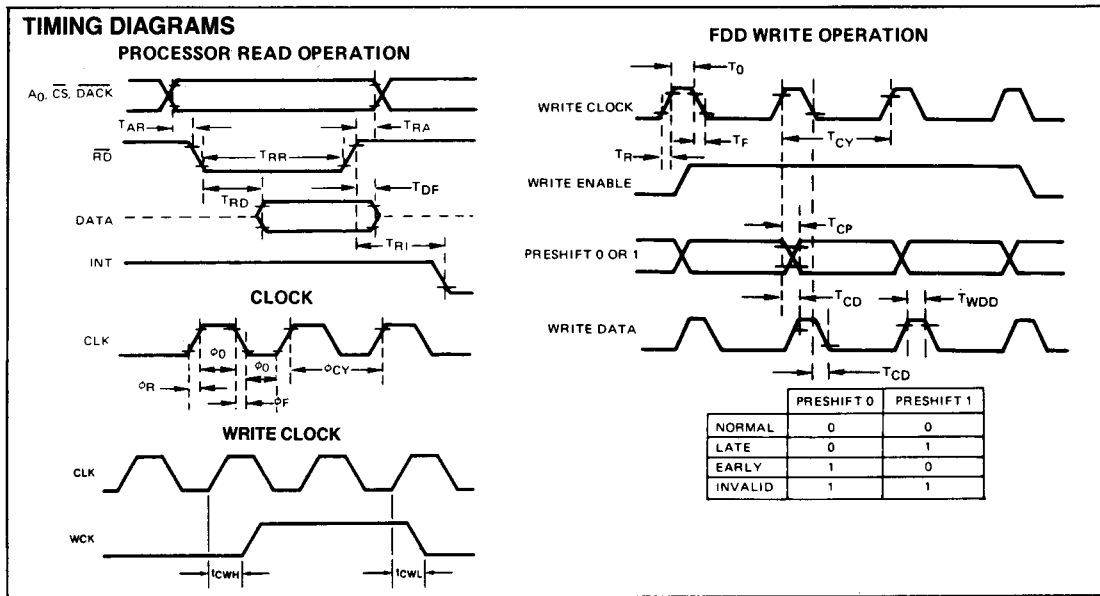 TIMING DIAGRAMS
PROCESSOR READ OPERATION
A0, CS, DACK
TAR
TRA
RD
TRR
TDF
TRD
DATA
TRI
INT
CLOCK
CLK
φ0
φ0
φCY
φR
φF
WRITE CLOCK
CLK
WCK
tCWH
tCWL
FDD WRITE OPERATION
T0
WRITE CLOCK
TF
TCY
TR
WRITE ENABLE
TCP
PRESHIFT 0 OR 1
TCD
TWDD
WRITE DATA
TCD
PRESHIFT 0 PRESHIFT 1
NORMAL 0 0
LATE 0 1
EARLY 1 0
INVALID 1 1